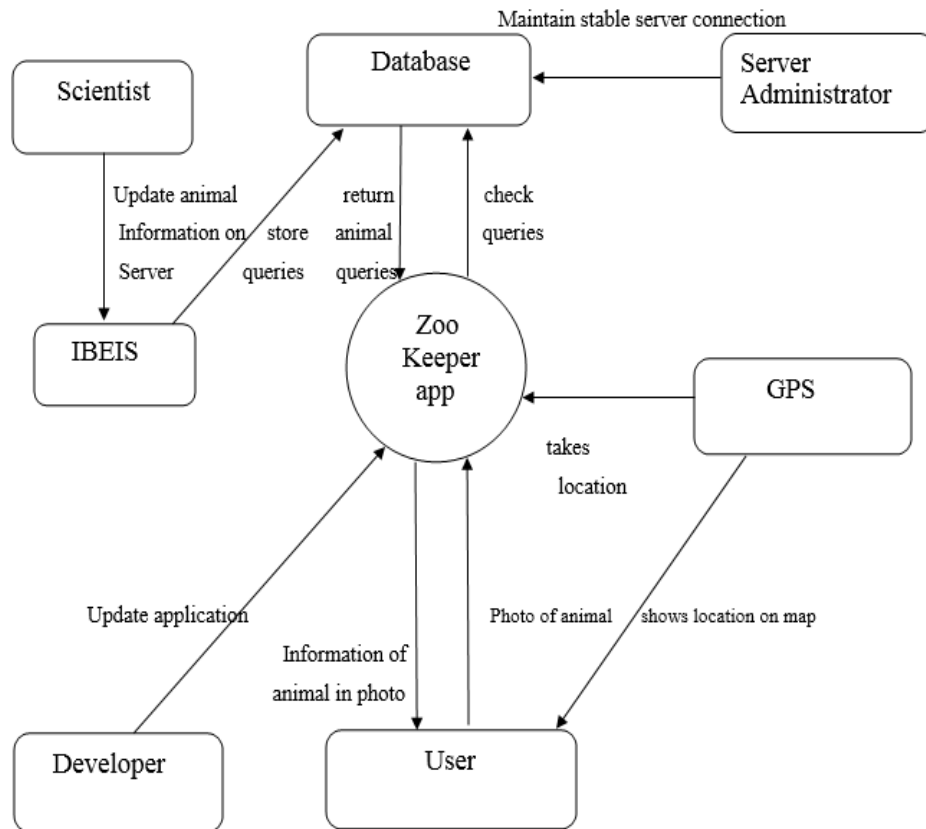 Maintain stable server connection
Database
Server
Administrator
Scientist
Update animal
Information on
Server
store
queries
return
animal
queries
check
queries
IBEIS
Zoo
Keeper
app
GPS
takes
location
Update application
Photo of animal
shows location on map
Information of
animal in photo
Developer
User